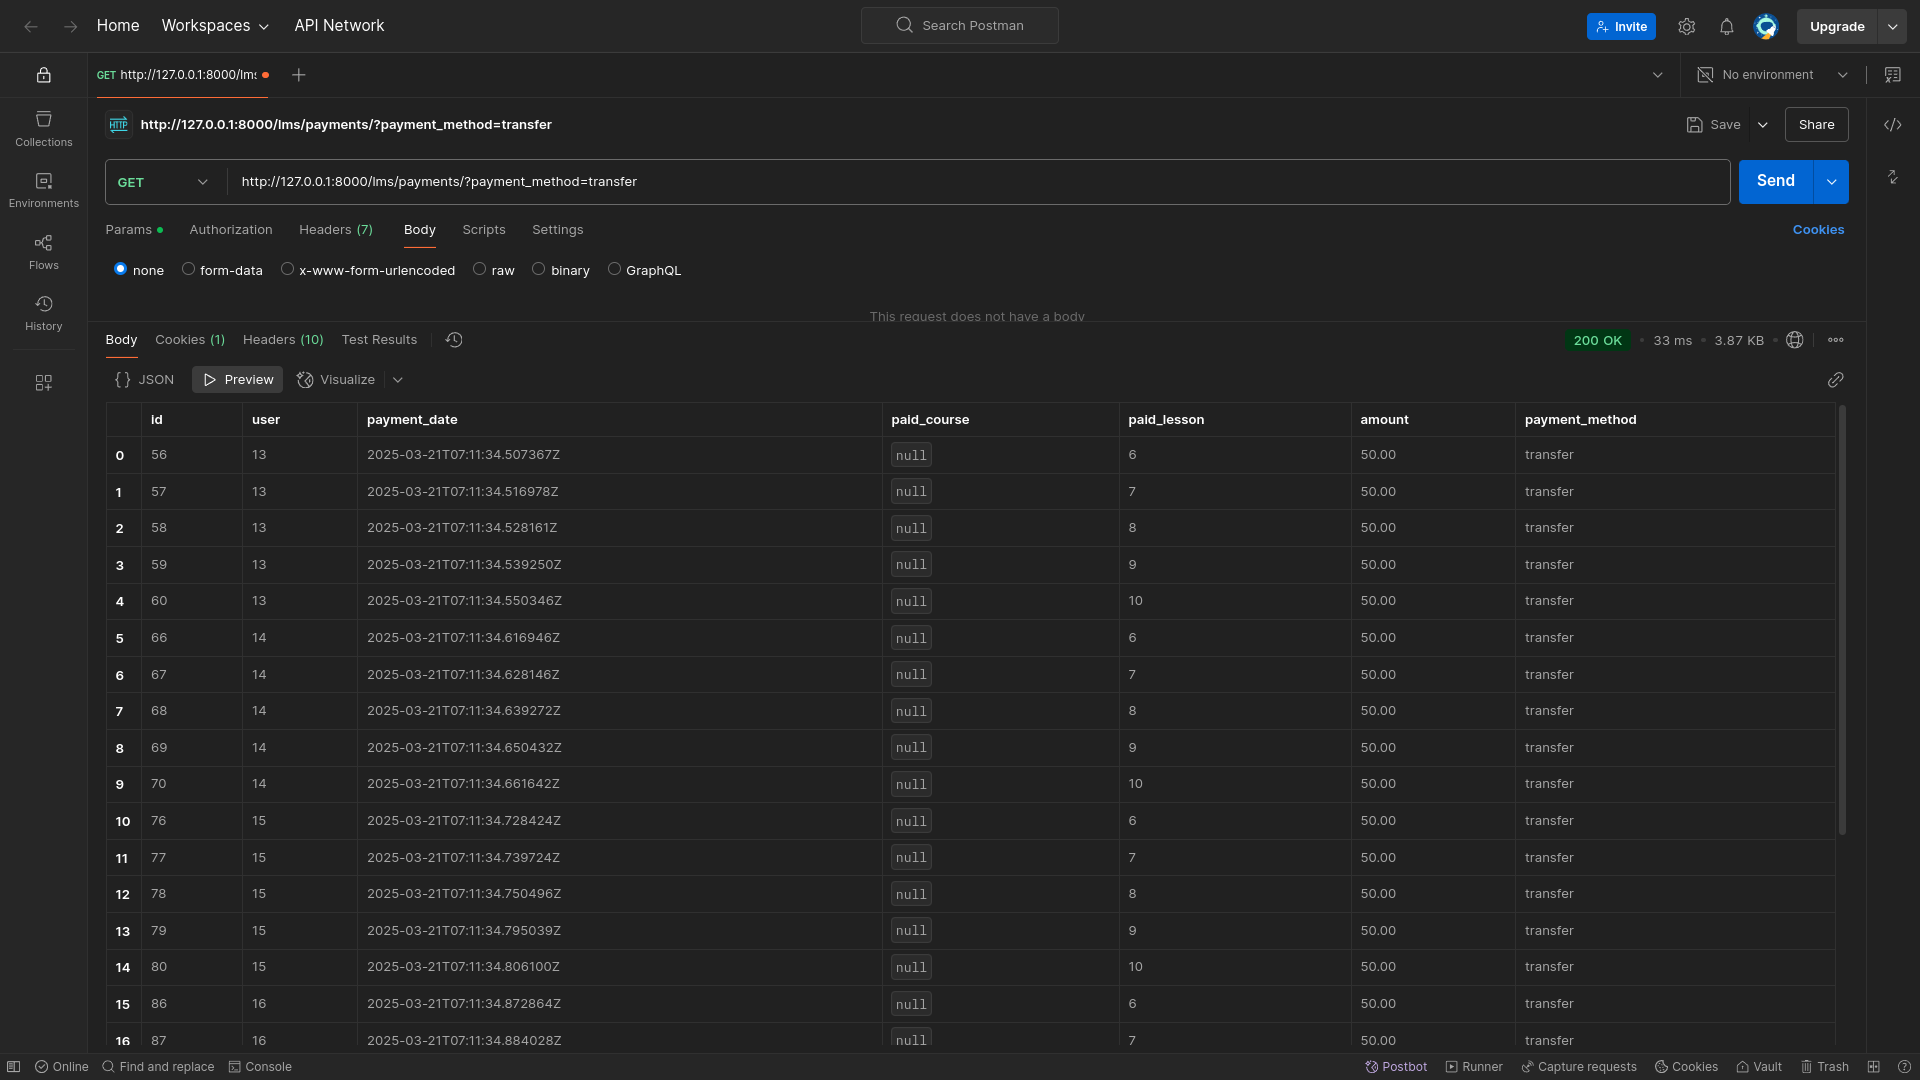 Home Workspaces API Network Search Postman Invite Upgrade
GET http://127.0.0.1:8000/lms No environment
http://127.0.0.1:8000/lms/payments/?payment_method=transfer Save Share
Collections
GET http://127.0.0.1:8000/lms/payments/?payment_method=transfer Send
Environments
Params Authorization Headers (7) Body Scripts Settings Cookies
Flows
none form-data x-www-form-urlencoded raw binary GraphQL
This request does not have a body
History
Body Cookies (1) Headers (10) Test Results 200 OK 33 ms 3.87 KB
{} JSON Preview Visualize
id user payment_date paid_course paid_lesson amount payment_method
0 56 13 2025-03-21T07:11:34.507367Z null 6 50.00 transfer
1 57 13 2025-03-21T07:11:34.516978Z null 7 50.00 transfer
2 58 13 2025-03-21T07:11:34.528161Z null 8 50.00 transfer
3 59 13 2025-03-21T07:11:34.539250Z null 9 50.00 transfer
4 60 13 2025-03-21T07:11:34.550346Z null 10 50.00 transfer
5 66 14 2025-03-21T07:11:34.616946Z null 6 50.00 transfer
6 67 14 2025-03-21T07:11:34.628146Z null 7 50.00 transfer
7 68 14 2025-03-21T07:11:34.639272Z null 8 50.00 transfer
8 69 14 2025-03-21T07:11:34.650432Z null 9 50.00 transfer
9 70 14 2025-03-21T07:11:34.661642Z null 10 50.00 transfer
10 76 15 2025-03-21T07:11:34.728424Z null 6 50.00 transfer
11 77 15 2025-03-21T07:11:34.739724Z null 7 50.00 transfer
12 78 15 2025-03-21T07:11:34.750496Z null 8 50.00 transfer
13 79 15 2025-03-21T07:11:34.795039Z null 9 50.00 transfer
14 80 15 2025-03-21T07:11:34.806100Z null 10 50.00 transfer
15 86 16 2025-03-21T07:11:34.872864Z null 6 50.00 transfer
16 87 16 2025-03-21T07:11:34.884028Z null 7 50.00 transfer
Online Find and replace Console Postbot Runner Capture requests Cookies Vault Trash